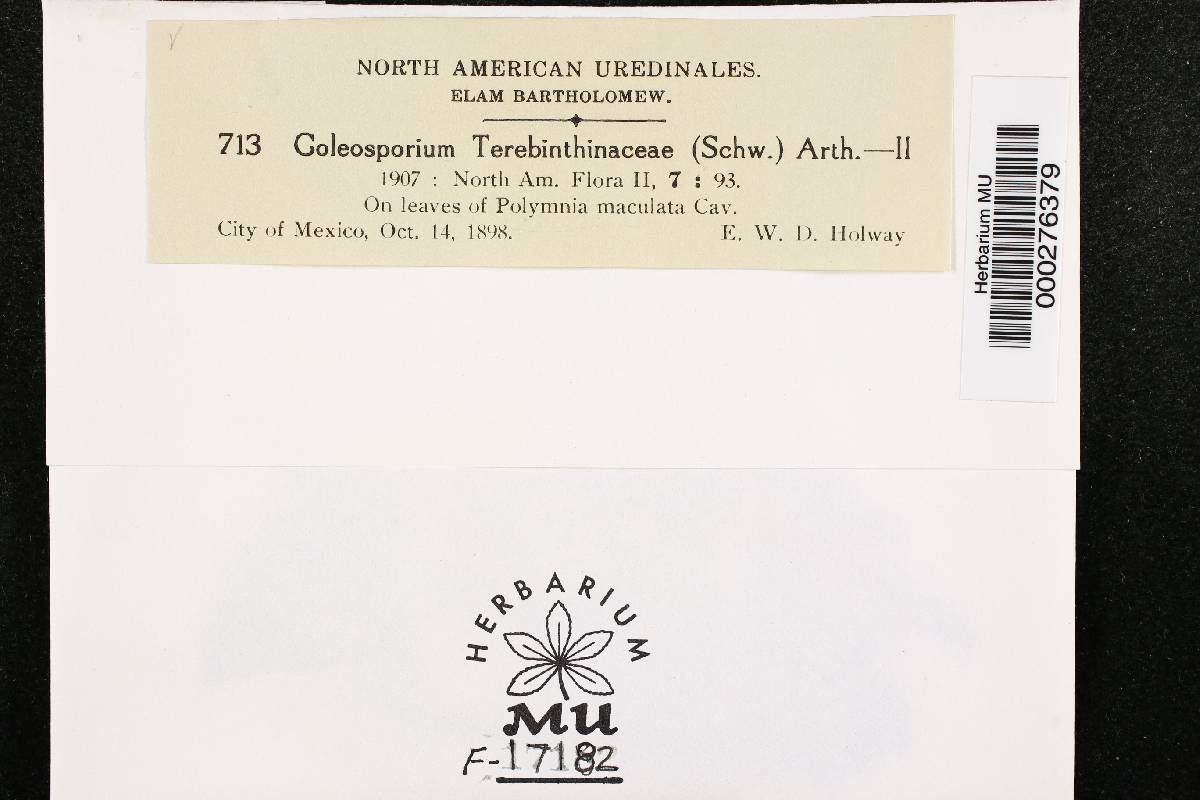 NORTH AMERICAN UREDINALES.
ELAM BARTHOLOMEW.
713 Coleosporium Terebinthinaceae (Schw.) Arth.—II
1907 : North Am. Flora II, 7 : 93.
On leaves of Polymnia maculata Cav.
City of Mexico, Oct. 14, 1898. E. W. D. Holway
Herbarium MU
000276379
HERBARIUM
MU
F-17182